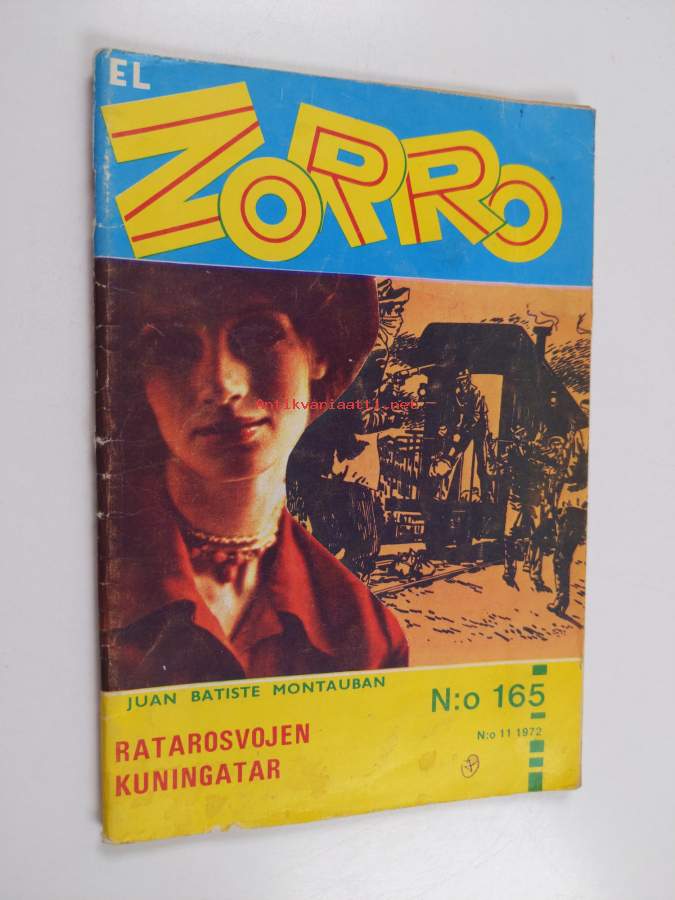 EL
ZORRO
Antikvariaatti.net
JUAN BATISTE MONTAUBAN
N:o 165
N:o 11 1972
RATAROSVOJEN
KUNINGATAR